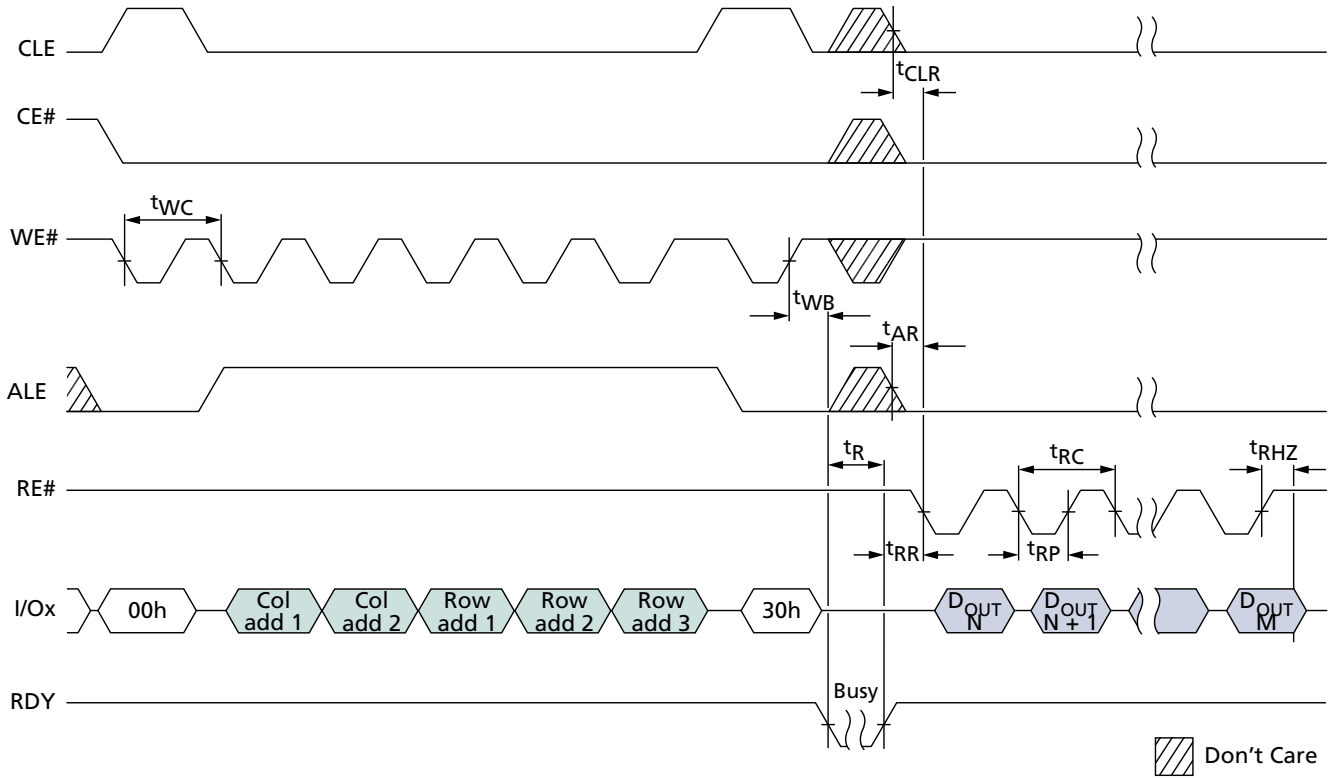 CLE
tCLR
CE#
tWC
WE#
tWB
tAR
ALE
tR
tRC
tRHZ
RE#
tRR
tRP
I/Ox
00h
Col
add 1
Col
add 2
Row
add 1
Row
add 2
Row
add 3
30h
DOUT
N
DOUT
N + 1
DOUT
M
RDY
Busy
Don't Care